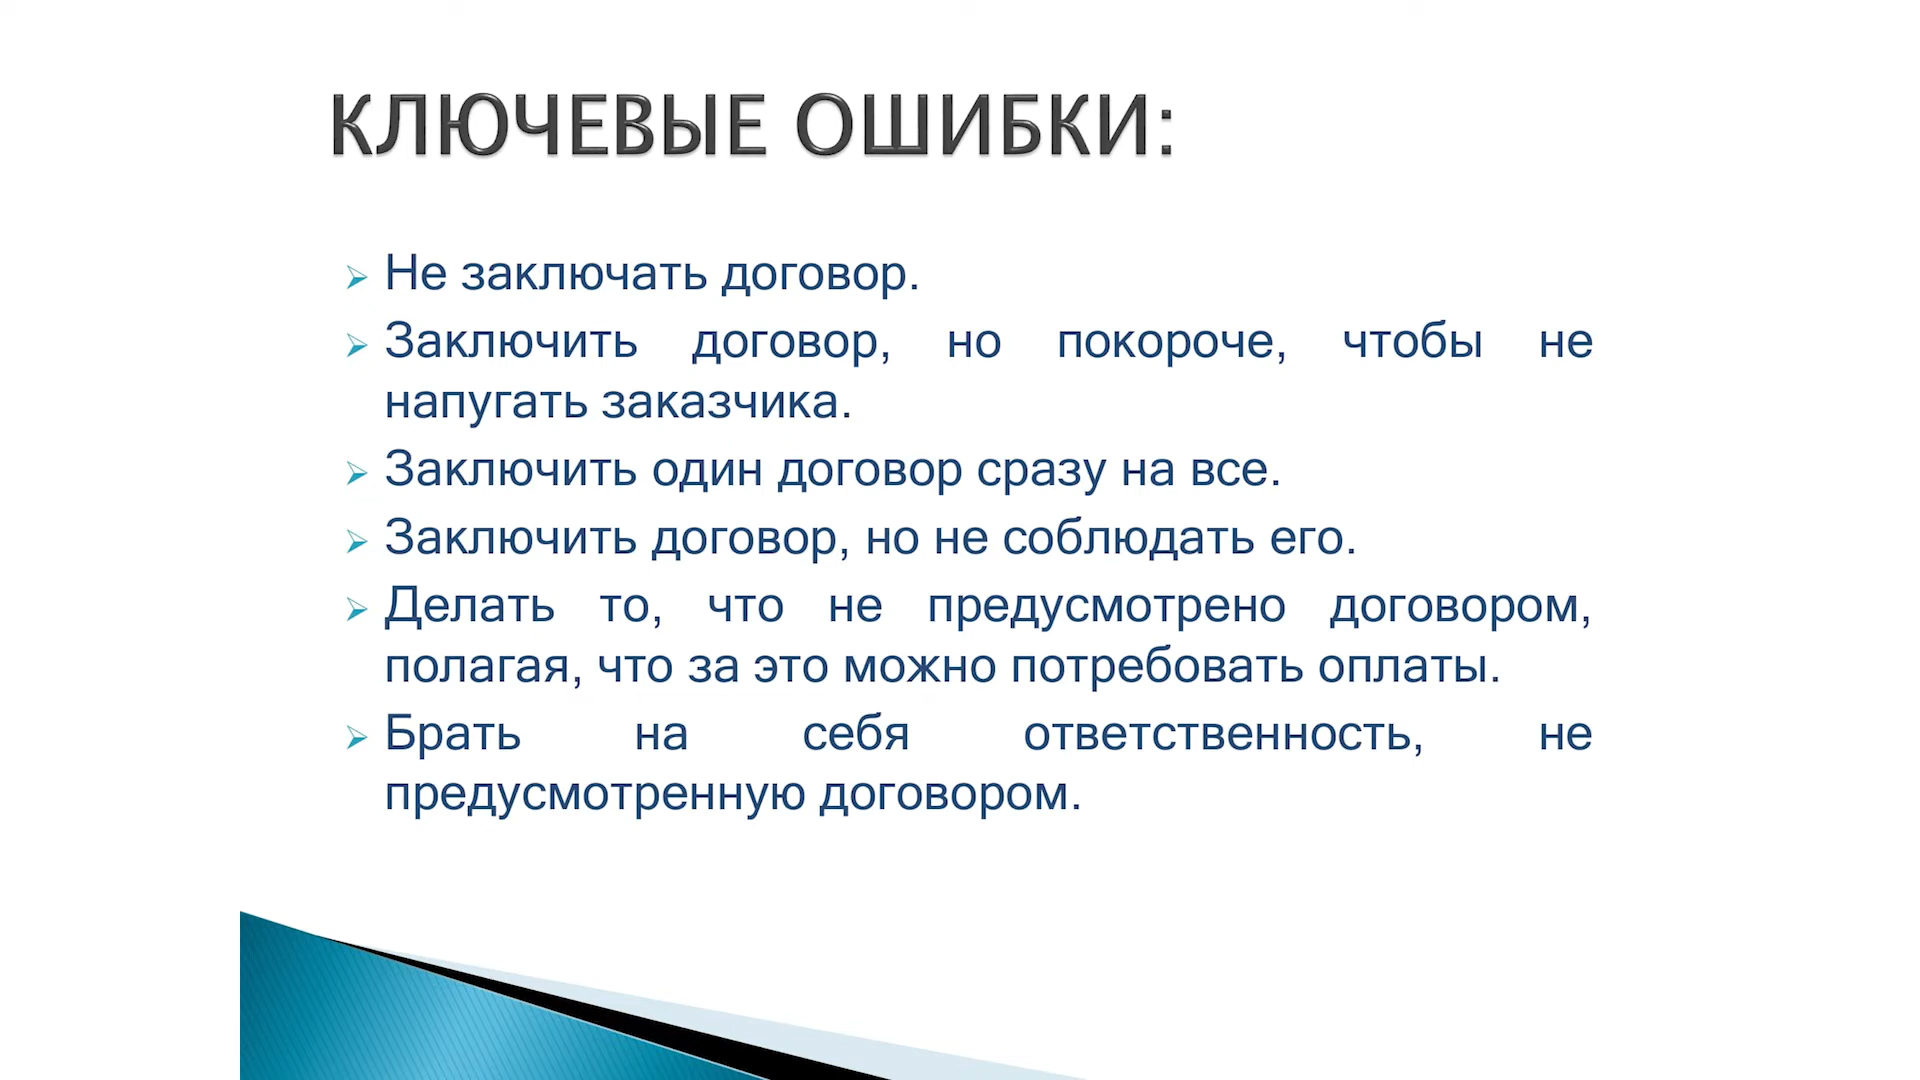 КЛЮЧЕВЫЕ ОШИБКИ:
Не заключать договор.
Заключить договор, но покороче, чтобы не
напугать заказчика.
Заключить один договор сразу на все.
Заключить договор, но не соблюдать его.
Делать то, что не предусмотрено договором,
полагая, что за это можно потребовать оплаты.
Брать на себя ответственность, не
предусмотренную договором.